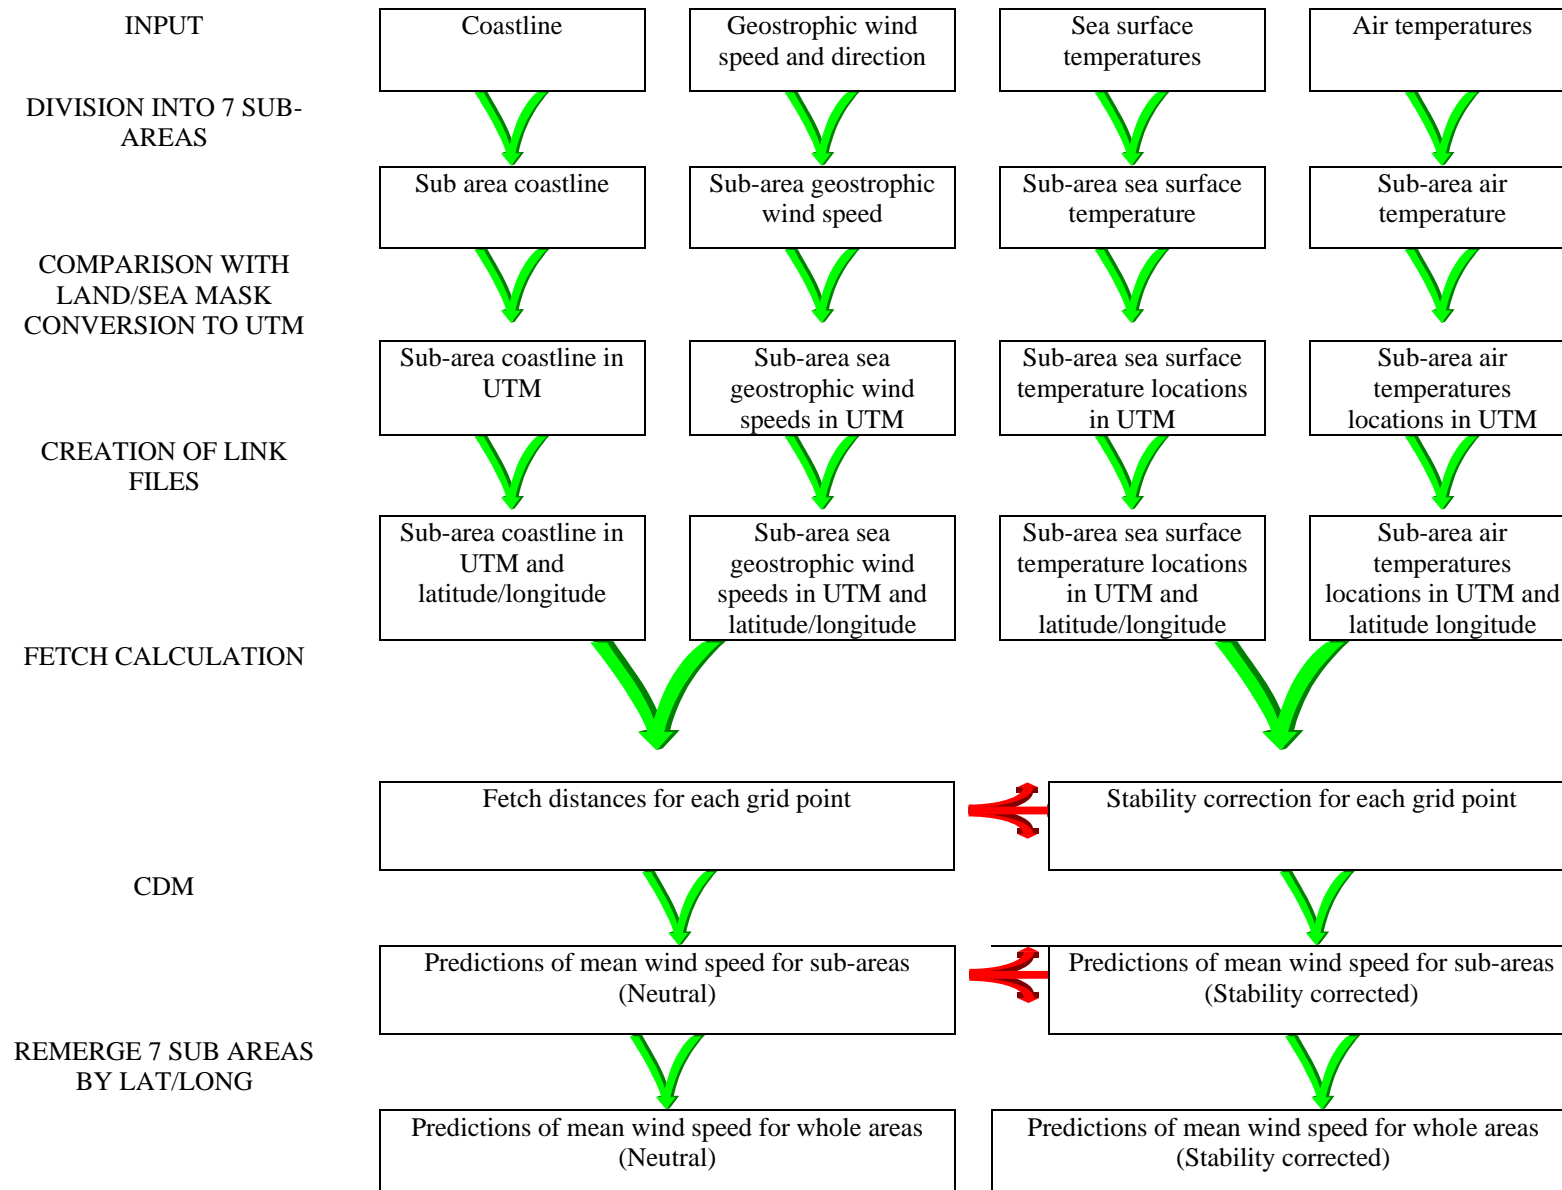 INPUT
Coastline
Geostrophic wind
speed and direction
Sea surface
temperatures
Air temperatures
DIVISION INTO 7 SUB-
AREAS
Sub area coastline
Sub-area geostrophic
wind speed
Sub-area sea surface
temperature
Sub-area air
temperature
COMPARISON WITH
LAND/SEA MASK
CONVERSION TO UTM
Sub-area coastline in
UTM
Sub-area sea
geostrophic wind
speeds in UTM
Sub-area sea surface
temperature locations
in UTM
Sub-area air
temperatures
locations in UTM
CREATION OF LINK
FILES
Sub-area coastline in
UTM and
latitude/longitude
Sub-area sea
geostrophic wind
speeds in UTM and
latitude/longitude
Sub-area sea surface
temperature locations
in UTM and
latitude/longitude
Sub-area air
temperatures
locations in UTM and
latitude longitude
FETCH CALCULATION
Fetch distances for each grid point
Stability correction for each grid point
CDM
Predictions of mean wind speed for sub-areas
(Neutral)
Predictions of mean wind speed for sub-areas
(Stability corrected)
REMERGE 7 SUB AREAS
BY LAT/LONG
Predictions of mean wind speed for whole areas
(Neutral)
Predictions of mean wind speed for whole areas
(Stability corrected)